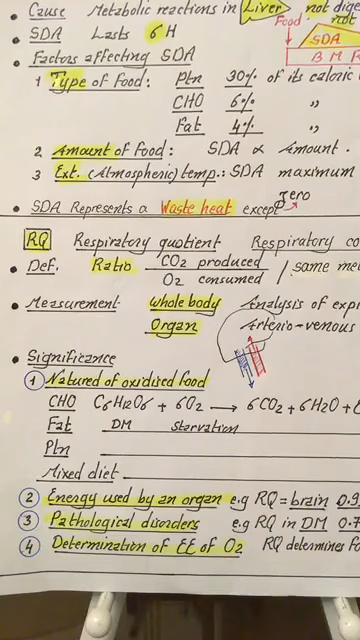 • Cause Metabolic reactions in Liver not dige
not
• SDA Lasts 6H
Food
SDA
BMR
• Factors affecting SDA
1 Type of Food: Ptn 30% of its caloric
CHO 6% ,,
Fat 4% ,,
2 Amount of Food: SDA ∝ Amount.
3 Ext. (Atmospheric) temp.: SDA maximum
zero
• SDA Represents a Waste heat except
RQ Respiratory quotient Respiratory co
• Def. Ratio CO2 produced / same me
O2 consumed
• Measurement whole body Analysis of exp
Organ Arterio-venous
• Significance
1 Natured of oxidised food
CHO C6H12O6 + 6O2 → 6CO2 + 6H2O +
Fat DM starvation
Ptn
Mixed diet
2 Energy used by an organ e.g RQ = brain 0.9
3 Pathological disorders e.g RQ in DM 0.7
4 Determination of EE of O2 RQ determines